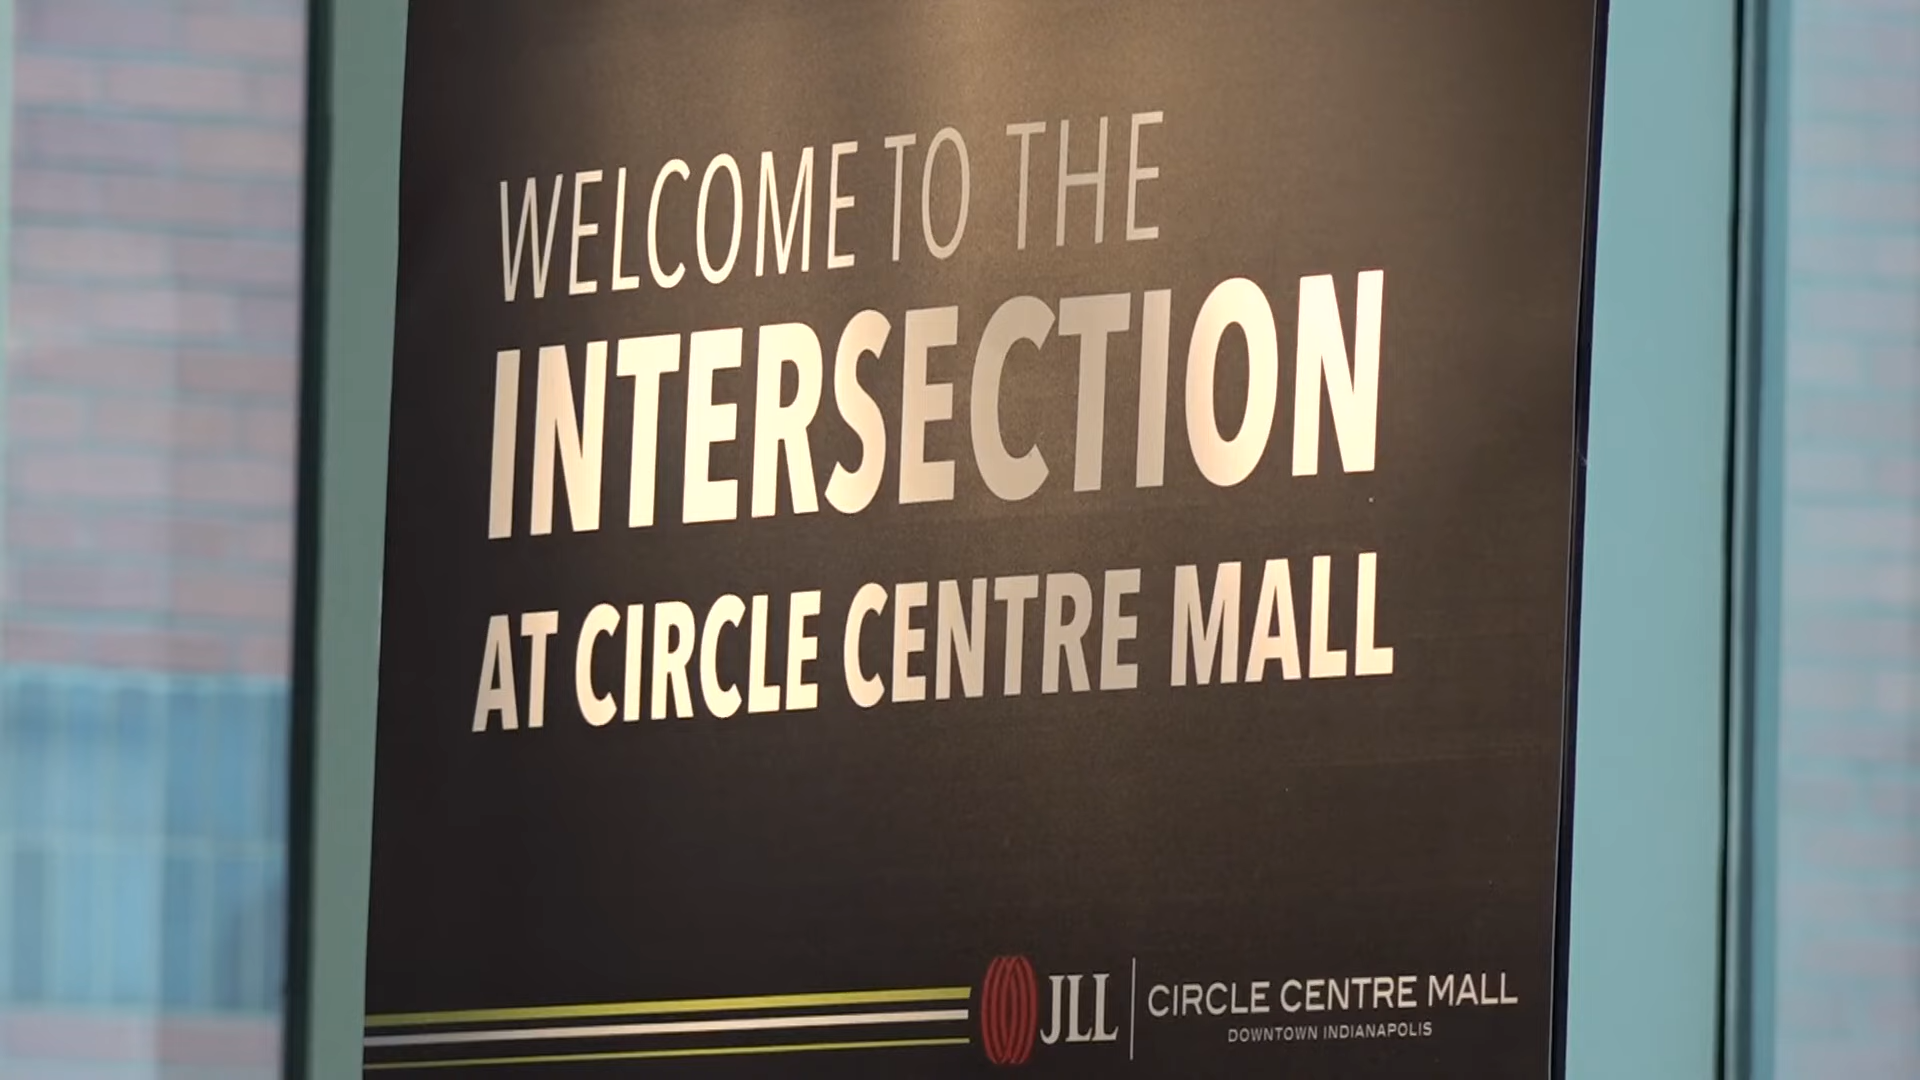 WELCOME TO THE
INTERSECTION
AT CIRCLE CENTRE MALL
JLL
CIRCLE CENTRE MALL
DOWNTOWN INDIANAPOLIS